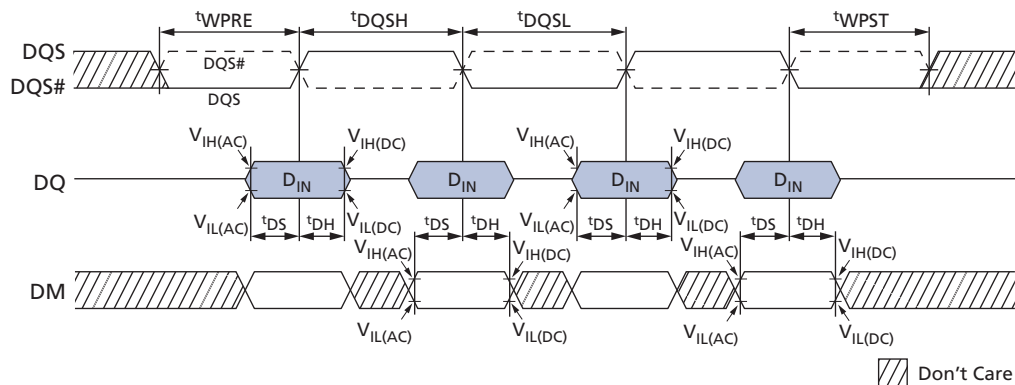 tWPRE tDQSH tDQSL tWPST
DQS
DQS#
DQS#
DQS
VIH(AC) VIH(DC) VIH(AC) VIH(DC)
DQ DIN DIN DIN DIN
VIL(AC) tDS tDH VIL(DC) VIL(AC) tDS tDH VIL(DC)
VIH(AC) tDS tDH VIH(DC) VIH(AC) tDS tDH VIH(DC)
DM
VIL(AC) VIL(DC) VIL(AC) VIL(DC)
Don't Care